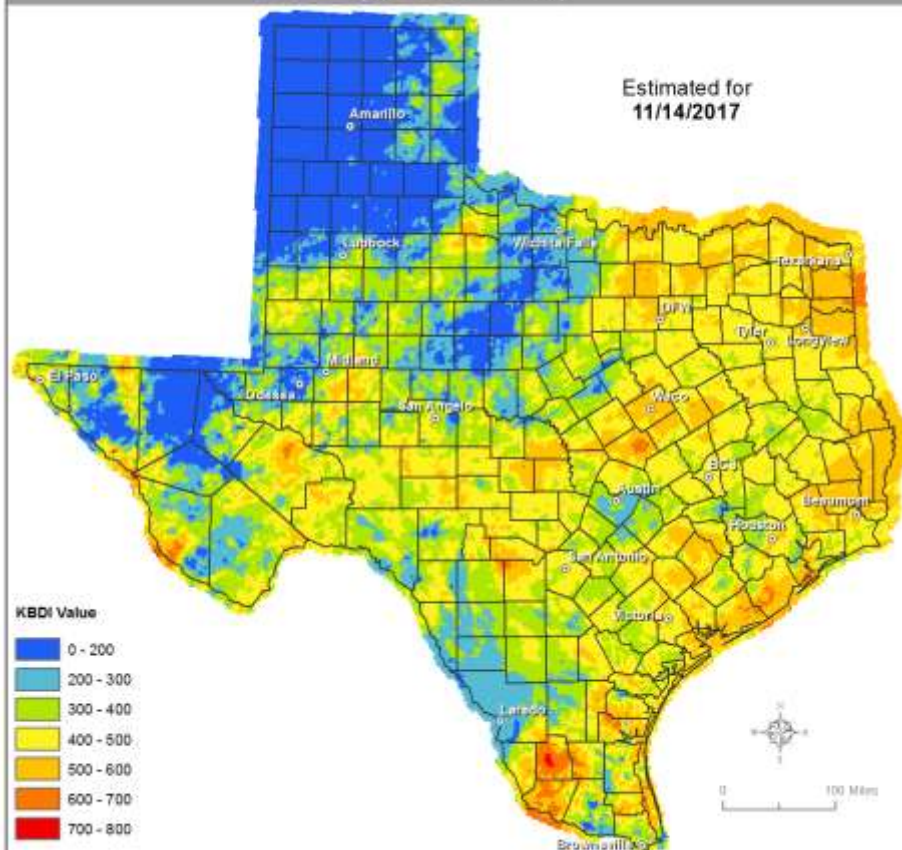 Estimated for
11/14/2017
Amarillo
Lubbock
Wichita Falls
Texarkana
DFW
Tyler
Longview
El Paso
Midland
Odessa
San Angelo
Waco
BCS
Austin
Beaumont
Houston
San Antonio
Victoria
Laredo
Brownsville
KBDI Value
0 - 200
200 - 300
300 - 400
400 - 500
500 - 600
600 - 700
700 - 800
N
W
E
S
0 100 Miles